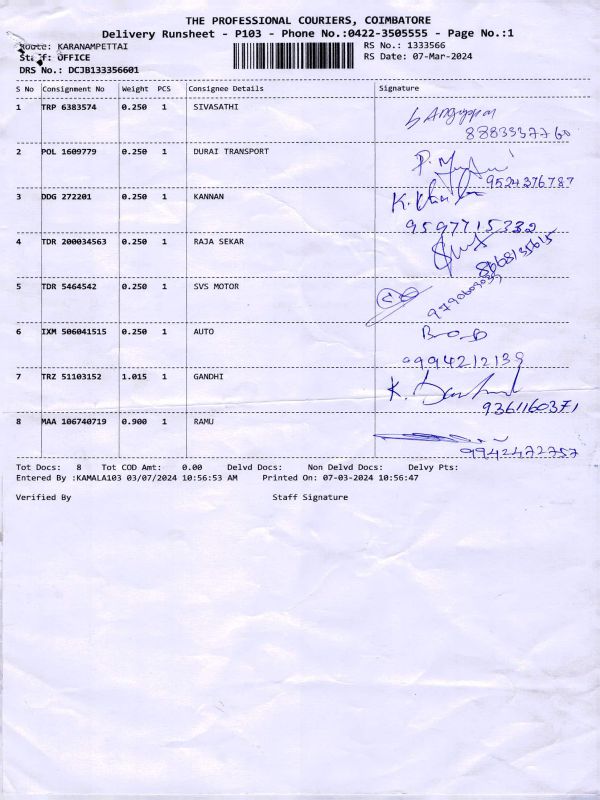 THE PROFESSIONAL COURIERS, COIMBATORE
Delivery Runsheet - P103 - Phone No.:0422-3505555 - Page No.:1
Route: KARANAMPETTAI
RS No.: 1333566
Staff: OFFICE
RS Date: 07-Mar-2024
DRS No.: DCJB133356601
S No Consignment No Weight PCS Consignee Details Signature
1 TRP 6383574 0.250 1 SIVASATHI
2 POL 1609779 0.250 1 DURAI TRANSPORT
9524376787
3 DDG 272201 0.250 1 KANNAN
9597715332
4 TDR 200034563 0.250 1 RAJA SEKAR
8668135615
5 TDR 5464542 0.250 1 SVS MOTOR
6 IXM 506041515 0.250 1 AUTO
9994212139
7 TRZ 51103152 1.015 1 GANDHI
9361160371
8 MAA 106740719 0.900 1 RAMU
9942472757
Tot Docs: 8 Tot COD Amt: 0.00 Delvd Docs: Non Delvd Docs: Delvy Pts:
Entered By :KAMALA103 03/07/2024 10:56:53 AM Printed On: 07-03-2024 10:56:47
Verified By Staff Signature